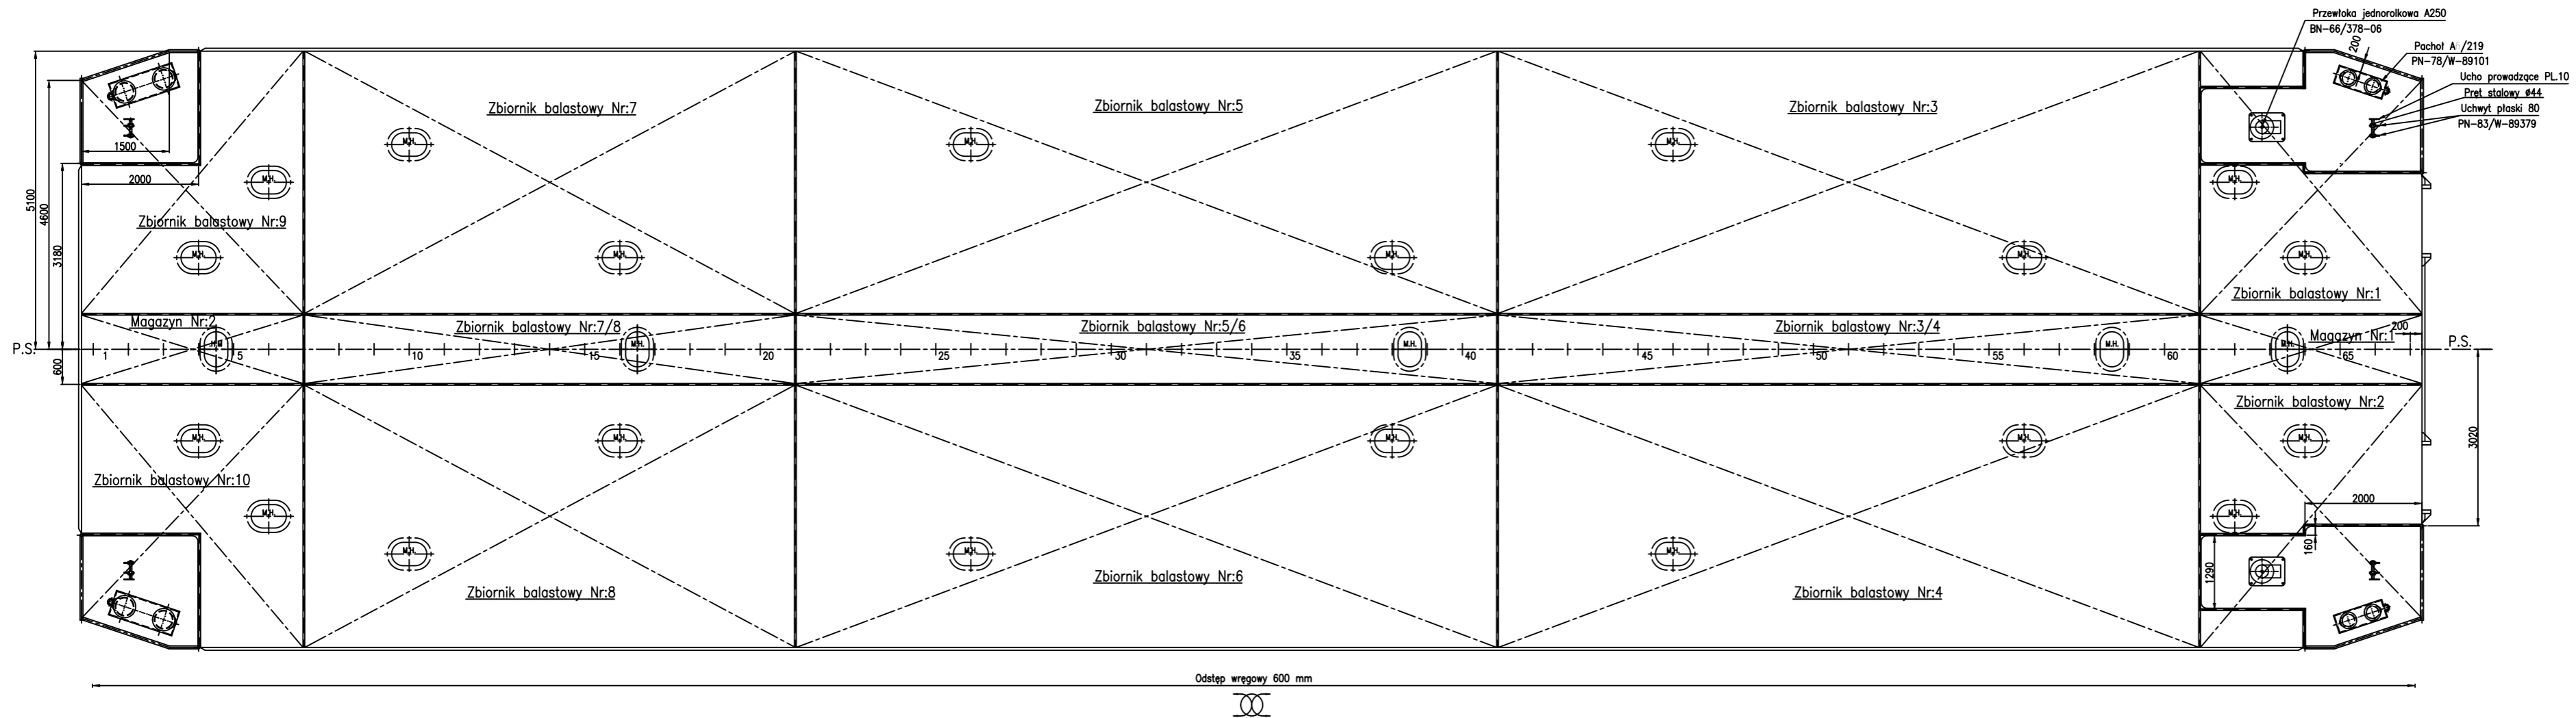 Przewłoka jednorolkowa A250
BN-66/378-06
200
Pachoł A /219
PN-78/W-89101
Ucho prowadzące PL.10
Pręt stalowy ø44
Uchwyt płaski 80
PN-83/W-89379
Zbiornik balastowy Nr:7
Zbiornik balastowy Nr:5
Zbiornik balastowy Nr:3
M.H.
M.H.
M.H.
1500
2000
M.H.
M.H.
5100
4600
3180
Zbiornik balastowy Nr:9
M.H.
M.H.
M.H.
M.H.
M.H.
Zbiornik balastowy Nr:1
Magazyn Nr:2
Zbiornik balastowy Nr:7/8
Zbiornik balastowy Nr:5/6
Zbiornik balastowy Nr:3/4
200
Magazyn Nr:1
P.S.
M.H.
M.H.
M.H.
M.H.
M.H.
P.S.
1 5 10 15 20 25 30 35 40 45 50 55 60 65
600
Zbiornik balastowy Nr:2
M.H.
M.H.
M.H.
M.H.
M.H.
3020
Zbiornik balastowy Nr:10
2000
M.H.
M.H.
160
M.H.
M.H.
M.H.
1290
Zbiornik balastowy Nr:8
Zbiornik balastowy Nr:6
Zbiornik balastowy Nr:4
Odstęp wręgowy 600 mm